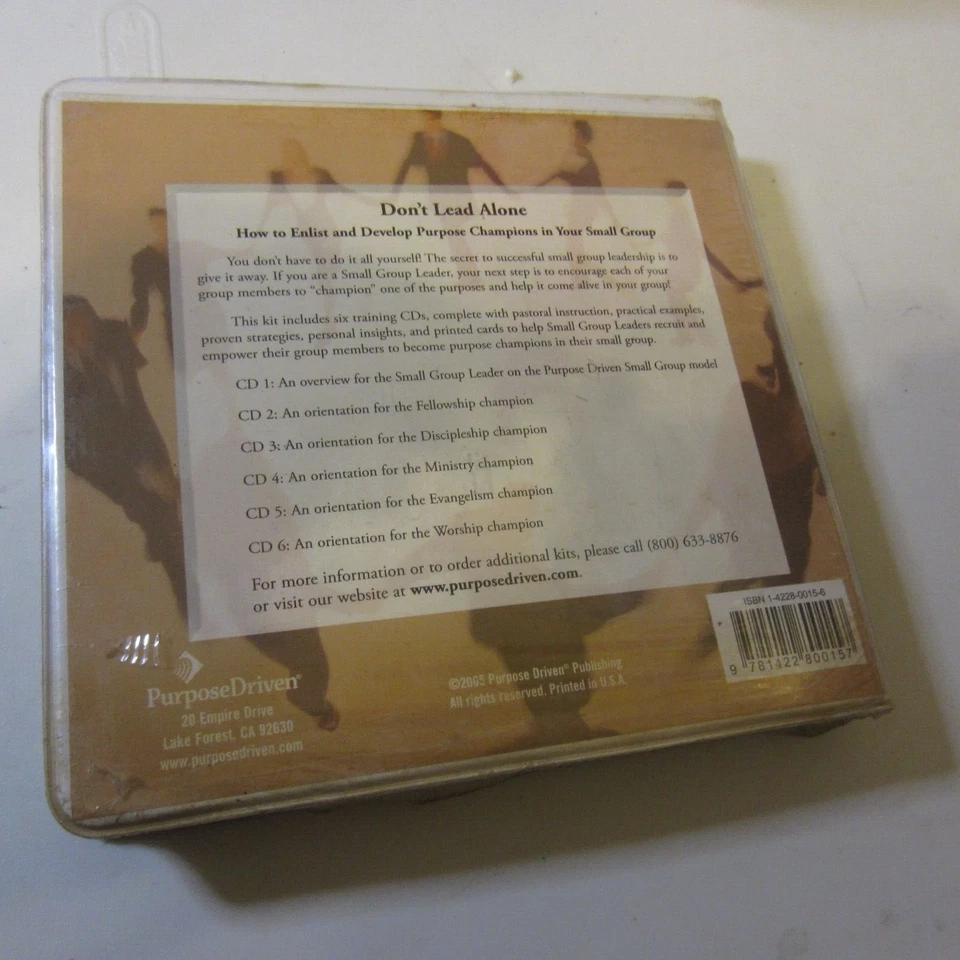 Don't Lead Alone
How to Enlist and Develop Purpose Champions in Your Small Group
You don't have to do it all yourself! The secret to successful small group leadership is to
give it away. If you are a Small Group Leader, your next step is to encourage each of your
group members to "champion" one of the purposes and help it come alive in your group!
This kit includes six training CDs, complete with pastoral instruction, practical examples,
proven strategies, personal insights, and printed cards to help Small Group Leaders recruit and
empower their group members to become purpose champions in their small group.
CD 1: An overview for the Small Group Leader on the Purpose Driven Small Group model
CD 2: An orientation for the Fellowship champion
CD 3: An orientation for the Discipleship champion
CD 4: An orientation for the Ministry champion
CD 5: An orientation for the Evangelism champion
CD 6: An orientation for the Worship champion
For more information or to order additional kits, please call (800) 633-8876
or visit our website at www.purposedriven.com.
ISBN 1-4228-0015-6
9 781422 800157
PurposeDriven®
20 Empire Drive
Lake Forest, CA 92630
www.purposedriven.com
©2005 Purpose Driven® Publishing
All rights reserved. Printed in U.S.A.